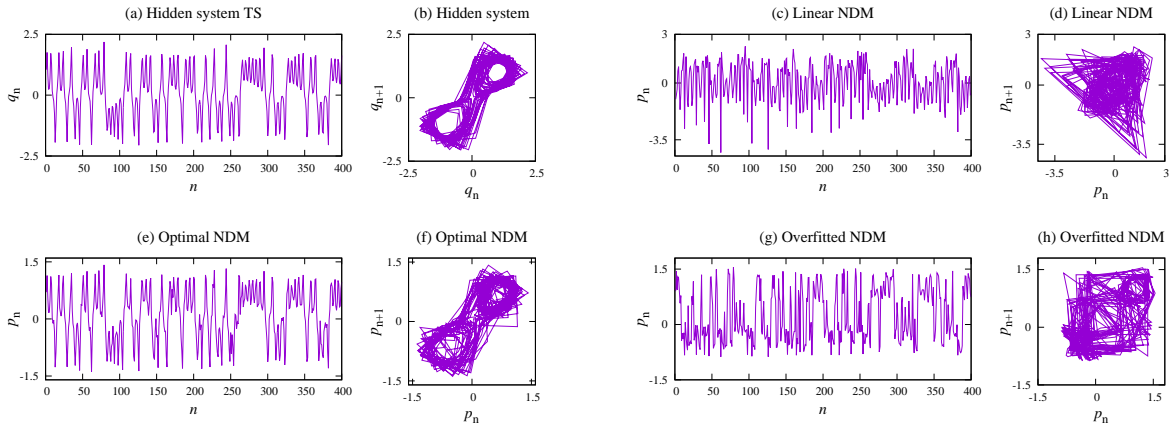 (a) Hidden system TS
2.5
0
-2.5
q_n
0 50 100 150 200 250 300 350 400
n
(b) Hidden system
2.5
0
-2.5
q_{n+1}
-2.5 0 2.5
q_n
(c) Linear NDM
3
0
-3.5
p_n
0 50 100 150 200 250 300 350 400
n
(d) Linear NDM
3
0
-3.5
p_{n+1}
-3.5 0 3
p_n
(e) Optimal NDM
1.5
0
-1.5
p_n
0 50 100 150 200 250 300 350 400
n
(f) Optimal NDM
1.5
0
-1.5
p_{n+1}
-1.5 0 1.5
p_n
(g) Overfitted NDM
1.5
0
-1.5
p_n
0 50 100 150 200 250 300 350 400
n
(h) Overfitted NDM
1.5
0
-1.5
p_{n+1}
-1.5 0 1.5
p_n